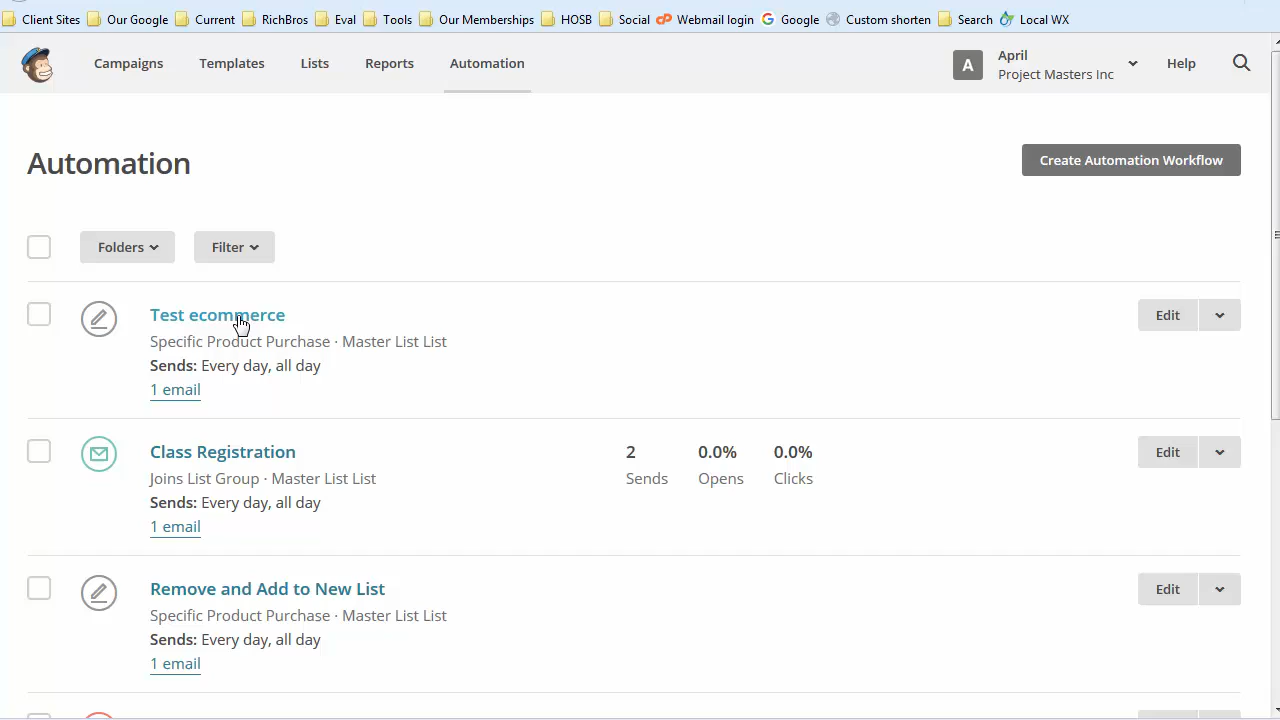 Client Sites Our Google Current RichBros Eval Tools Our Memberships HOSB Social Webmail login Google Custom shorten Search Local WX
Campaigns Templates Lists Reports Automation A April Help
Project Masters Inc
Automation Create Automation Workflow
Folders Filter
Test ecommerce Edit
Specific Product Purchase · Master List List
Sends: Every day, all day
1 email
Class Registration 2 0.0% 0.0% Edit
Joins List Group · Master List List Sends Opens Clicks
Sends: Every day, all day
1 email
Remove and Add to New List Edit
Specific Product Purchase · Master List List
Sends: Every day, all day
1 email